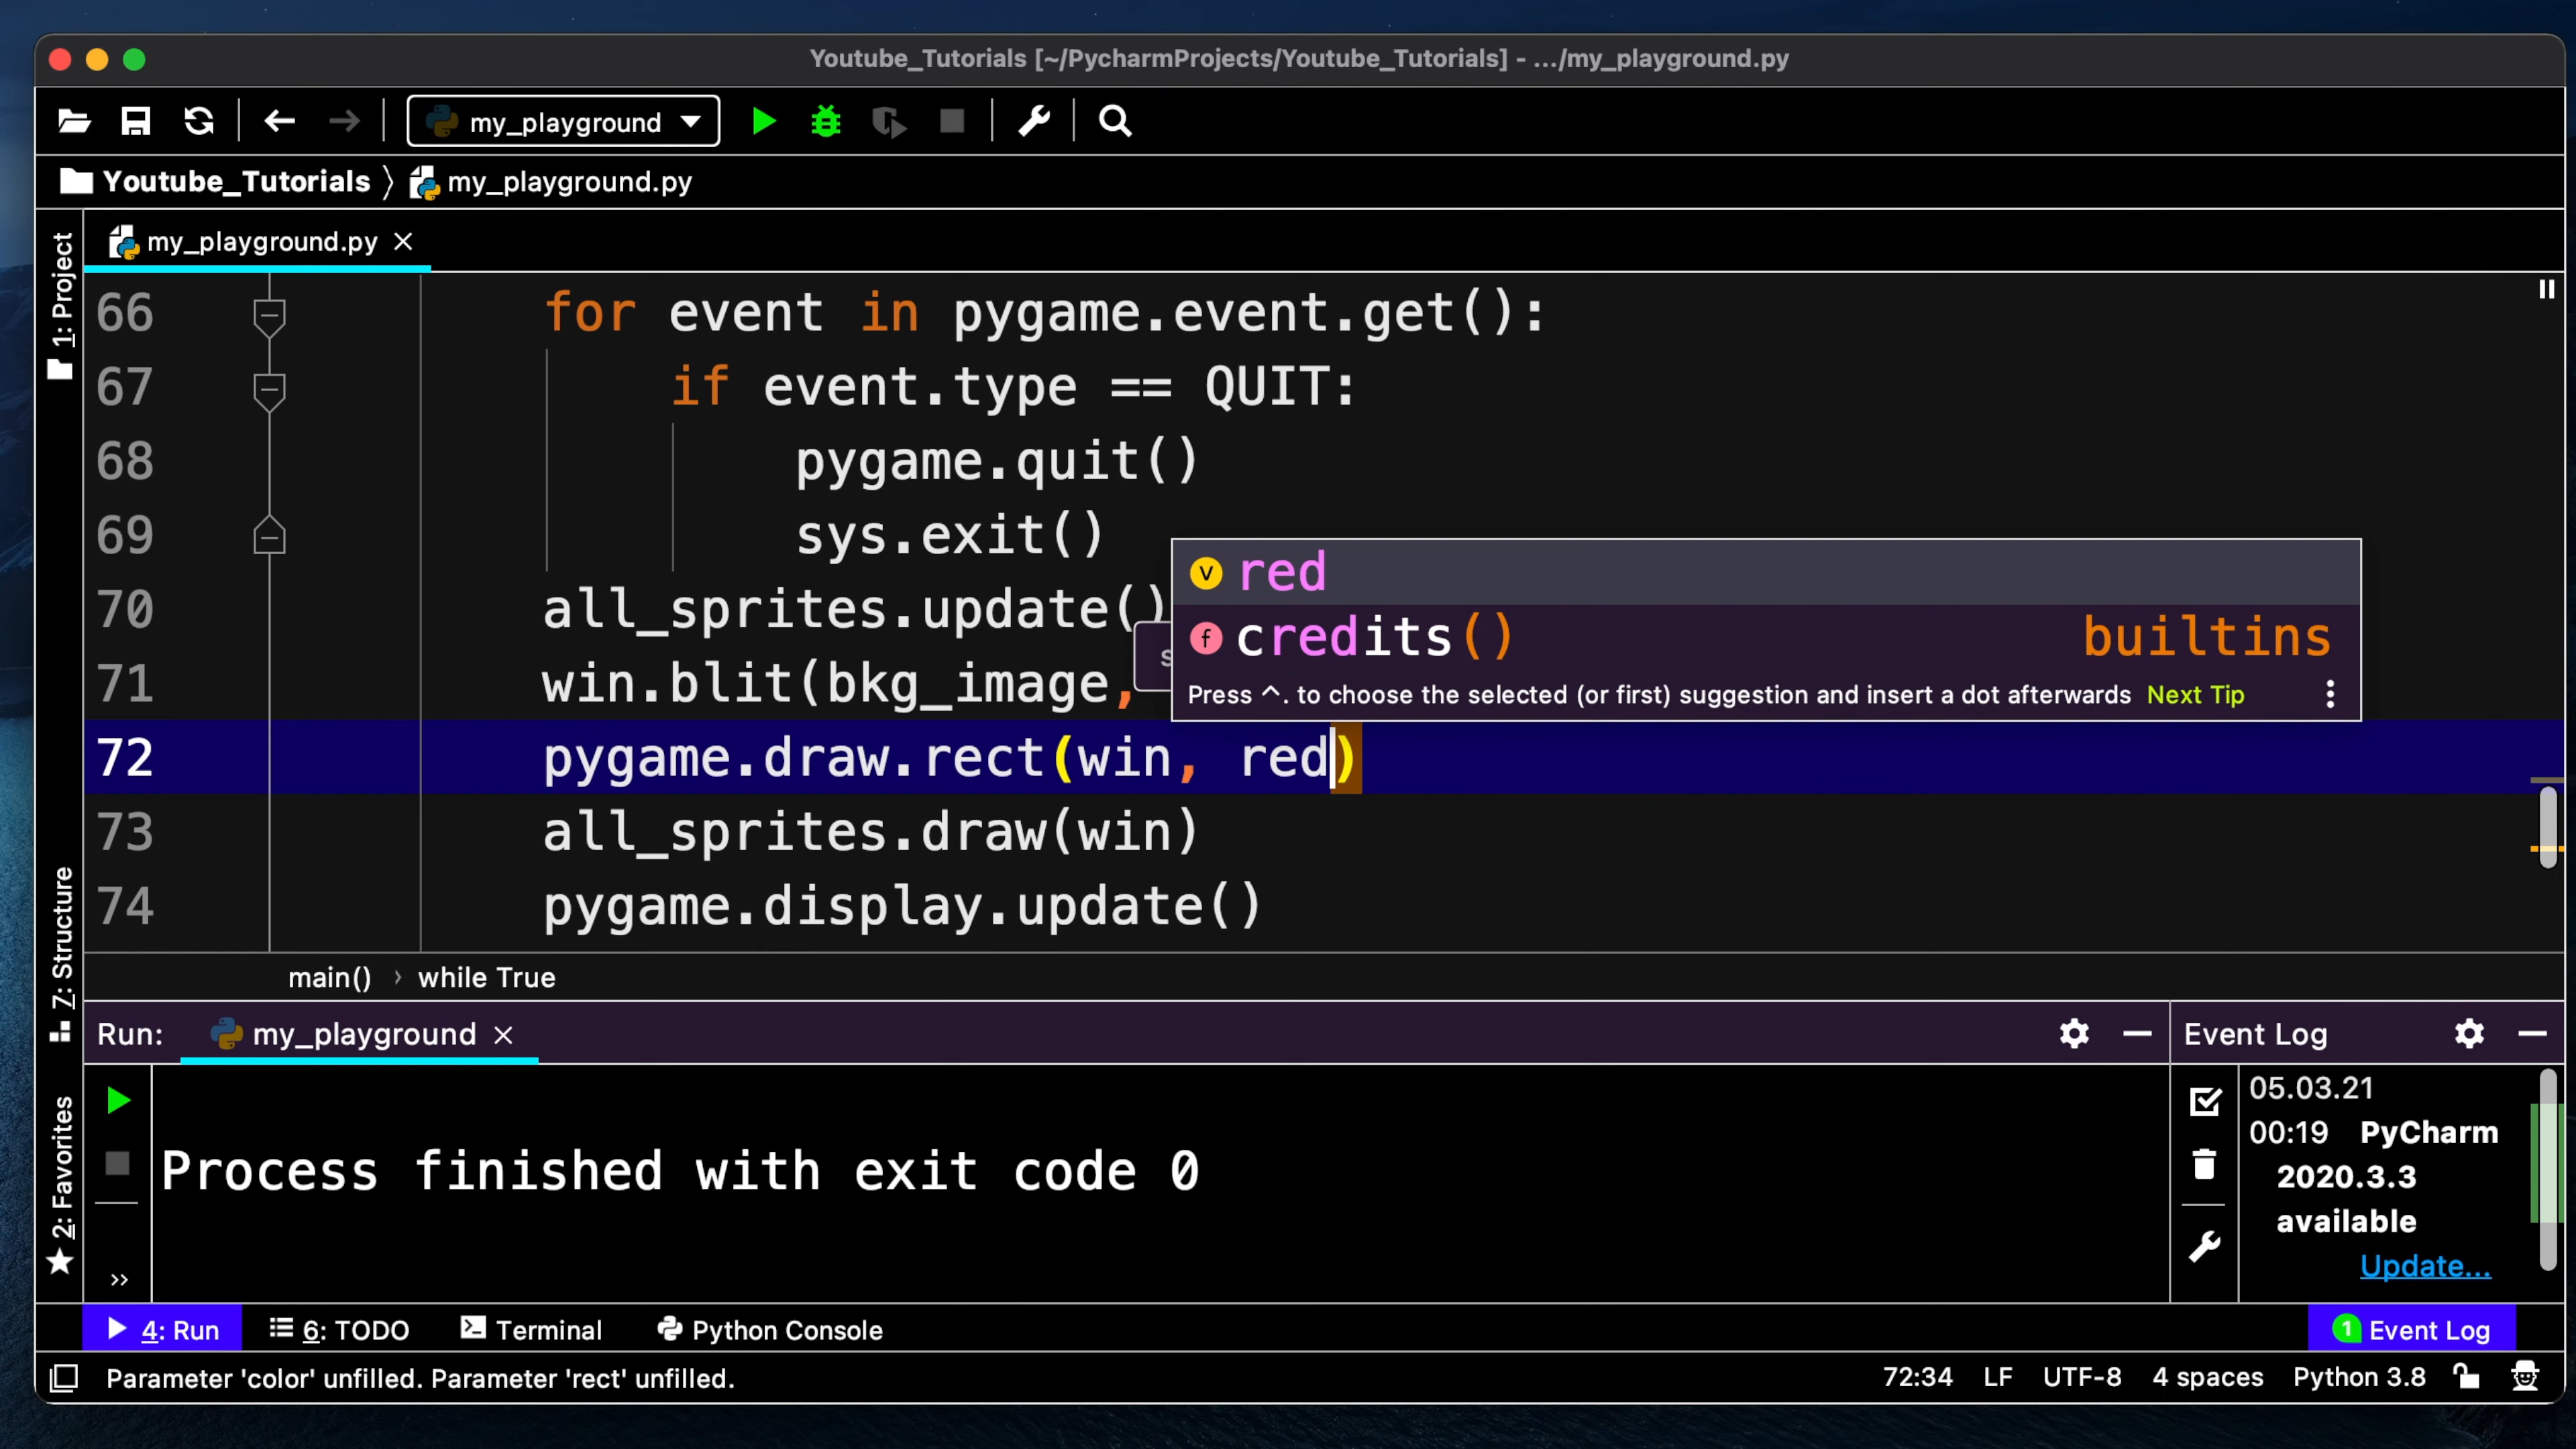 Youtube_Tutorials [~/PycharmProjects/Youtube_Tutorials] - .../my_playground.py
my_playground
Youtube_Tutorials my_playground.py
my_playground.py
1: Project
7: Structure
2: Favorites
66 for event in pygame.event.get():
67 if event.type == QUIT:
68 pygame.quit()
69 sys.exit()
70 all_sprites.update()
71 win.blit(bkg_image,
72 pygame.draw.rect(win, red)
73 all_sprites.draw(win)
74 pygame.display.update()
v red
f credits() builtins
Press ^. to choose the selected (or first) suggestion and insert a dot afterwards Next Tip
main() › while True
Run: my_playground
Process finished with exit code 0
Event Log
05.03.21
00:19 PyCharm
2020.3.3
available
Update...
4: Run 6: TODO Terminal Python Console 1 Event Log
Parameter 'color' unfilled. Parameter 'rect' unfilled. 72:34 LF UTF-8 4 spaces Python 3.8